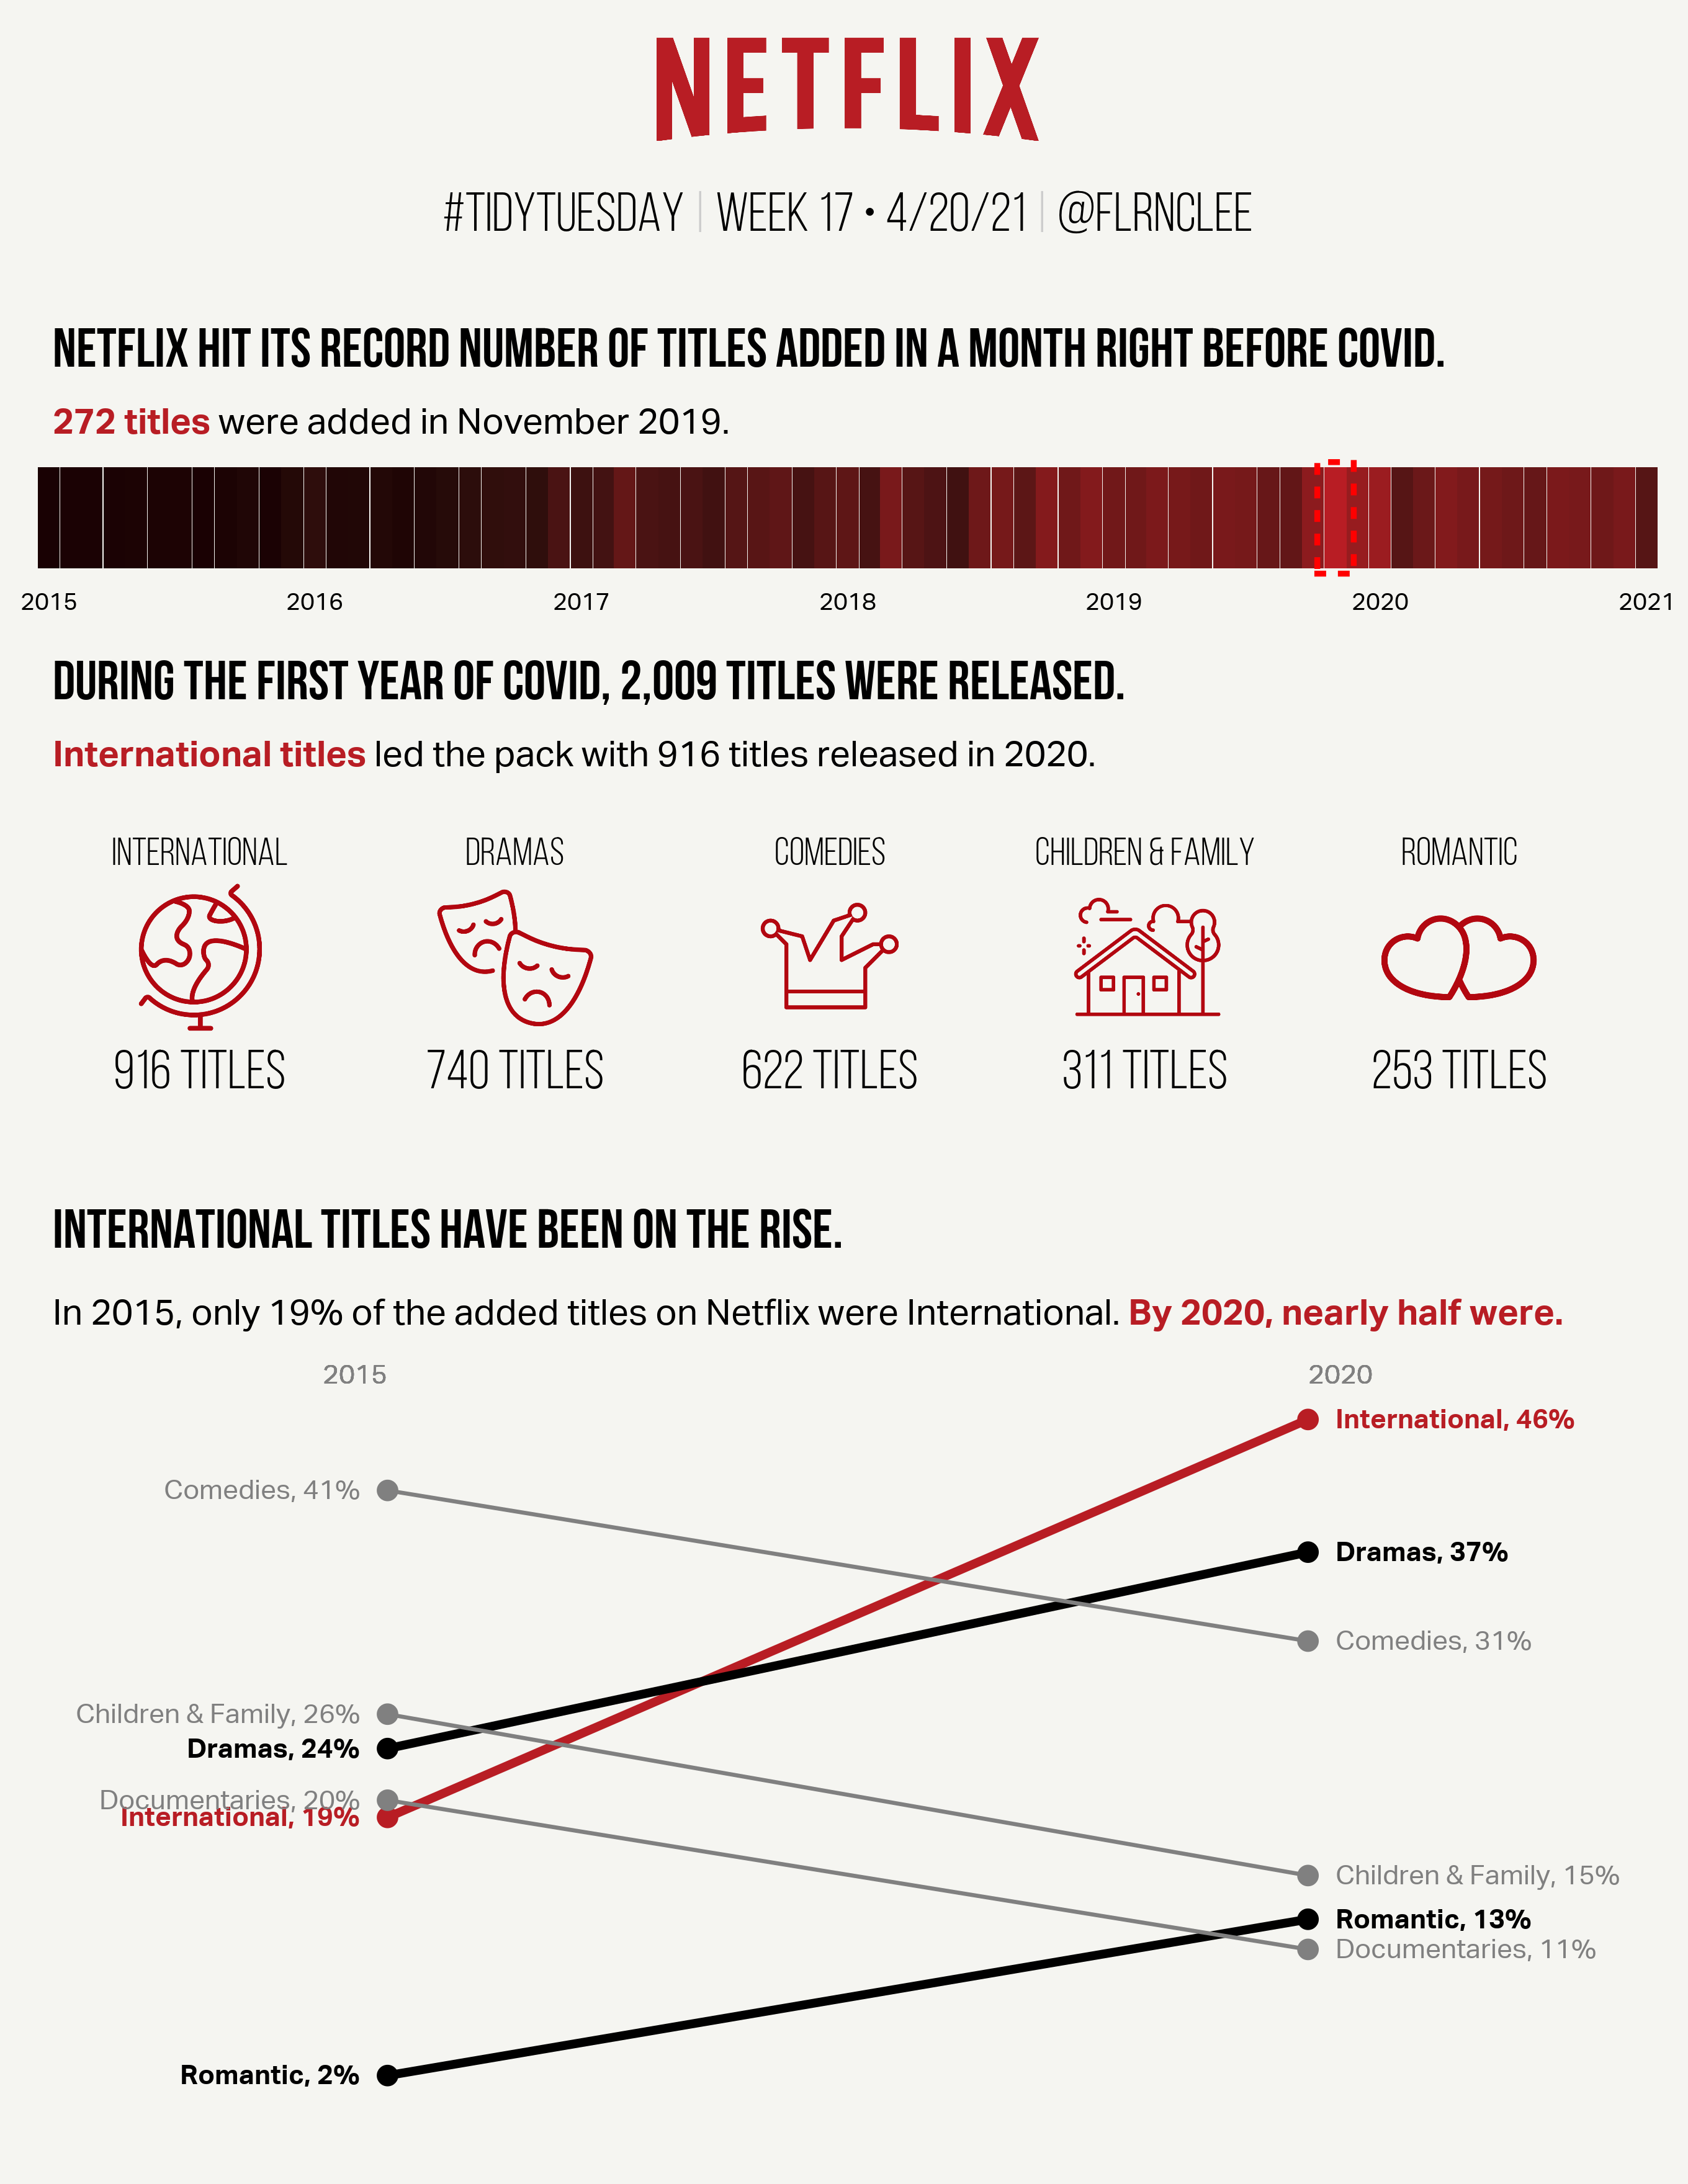 NETFLIX
#TIDYTUESDAY | WEEK 17 • 4/20/21 | @FLRNCLEE
NETFLIX HIT ITS RECORD NUMBER OF TITLES ADDED IN A MONTH RIGHT BEFORE COVID.
272 titles were added in November 2019.
2015 2016 2017 2018 2019 2020 2021
DURING THE FIRST YEAR OF COVID, 2,009 TITLES WERE RELEASED.
International titles led the pack with 916 titles released in 2020.
INTERNATIONAL DRAMAS COMEDIES CHILDREN & FAMILY ROMANTIC
916 TITLES 740 TITLES 622 TITLES 311 TITLES 253 TITLES
INTERNATIONAL TITLES HAVE BEEN ON THE RISE.
In 2015, only 19% of the added titles on Netflix were International. By 2020, nearly half were.
2015 2020
International, 46%
Comedies, 41%
Dramas, 37%
Comedies, 31%
Children & Family, 26%
Dramas, 24%
Documentaries, 20%
International, 19%
Children & Family, 15%
Romantic, 13%
Documentaries, 11%
Romantic, 2%